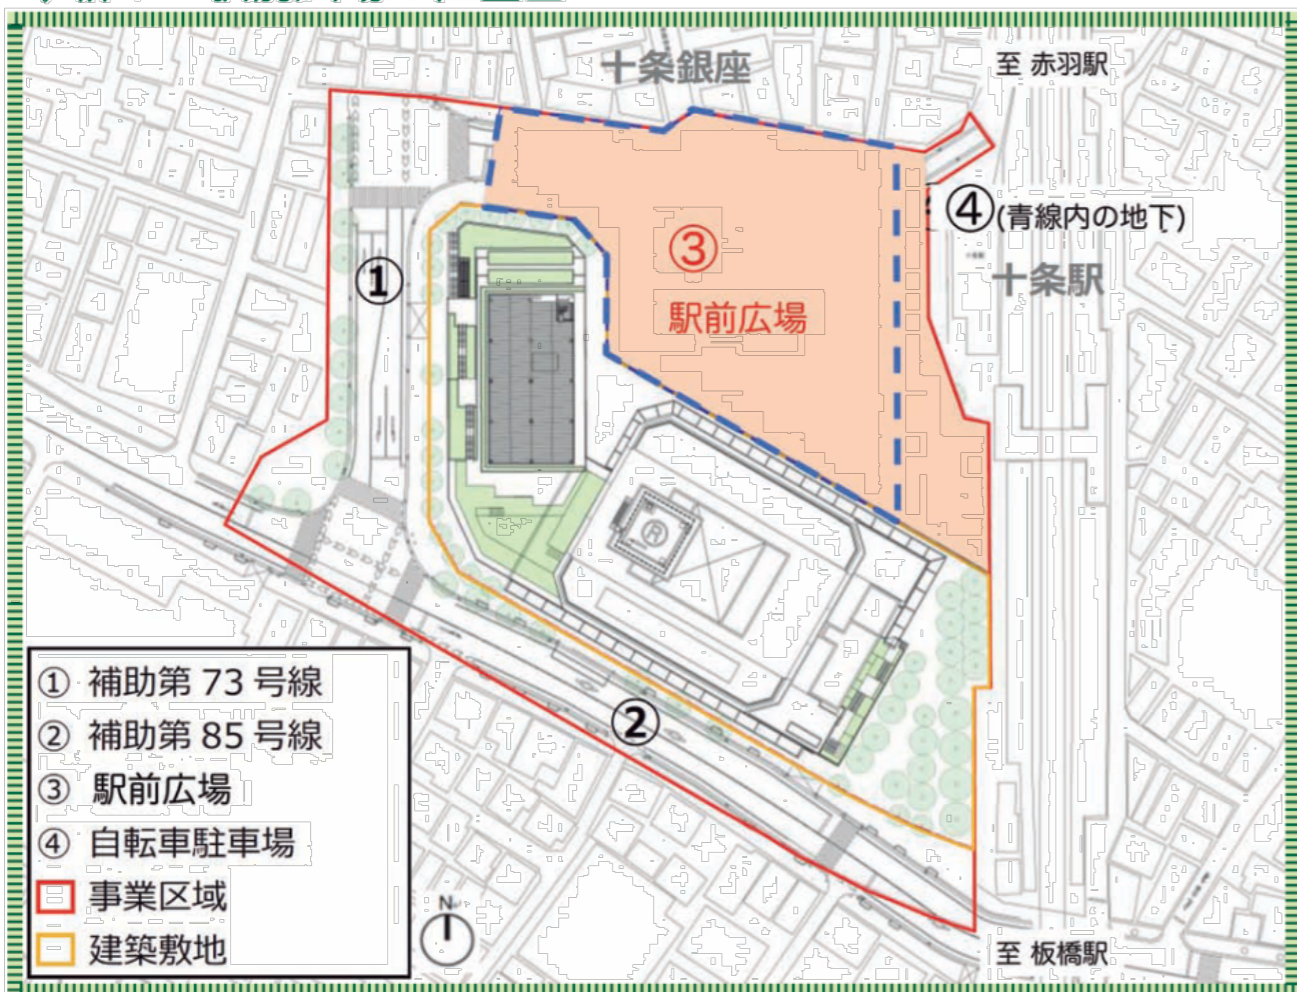 十条銀座
至 赤羽駅
④(青線内の地下)
①
③
十条駅
駅前広場
R
②
① 補助第 73 号線
② 補助第 85 号線
③ 駅前広場
④ 自転車駐車場
事業区域
建築敷地
N
至 板橋駅